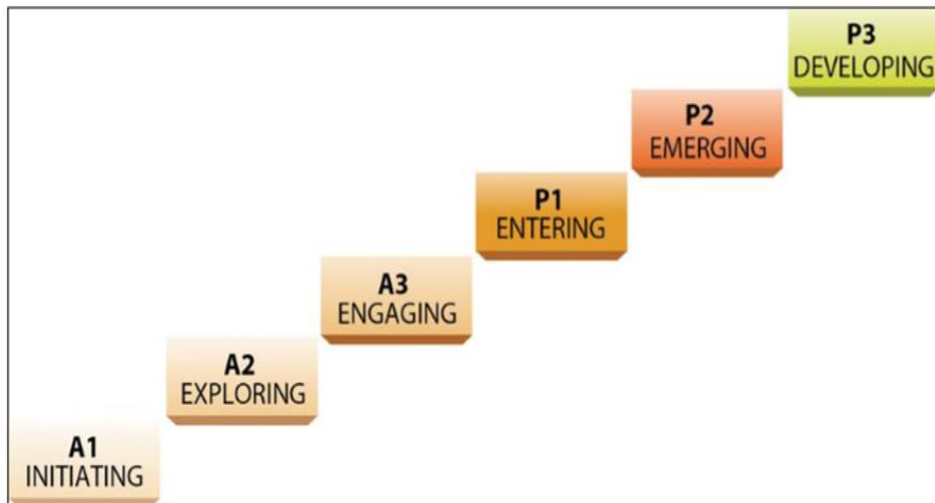 P3
DEVELOPING
P2
EMERGING
P1
ENTERING
A3
ENGAGING
A2
EXPLORING
A1
INITIATING